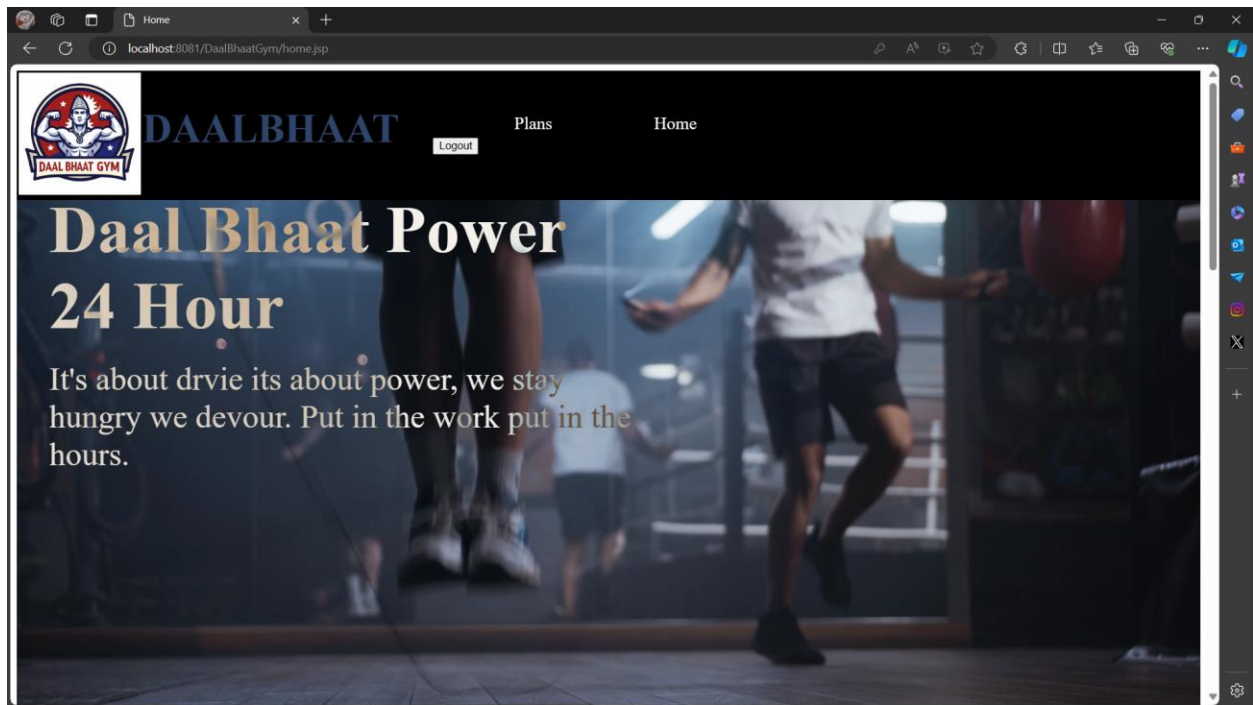 Home
localhost:8081/DaalBhaatGym/home.jsp
DAAL BHAAT GYM
DAALBHAAT
Plans
Home
Logout
Daal Bhaat Power
24 Hour
It's about drvie its about power, we stay
hungry we devour. Put in the work put in the
hours.